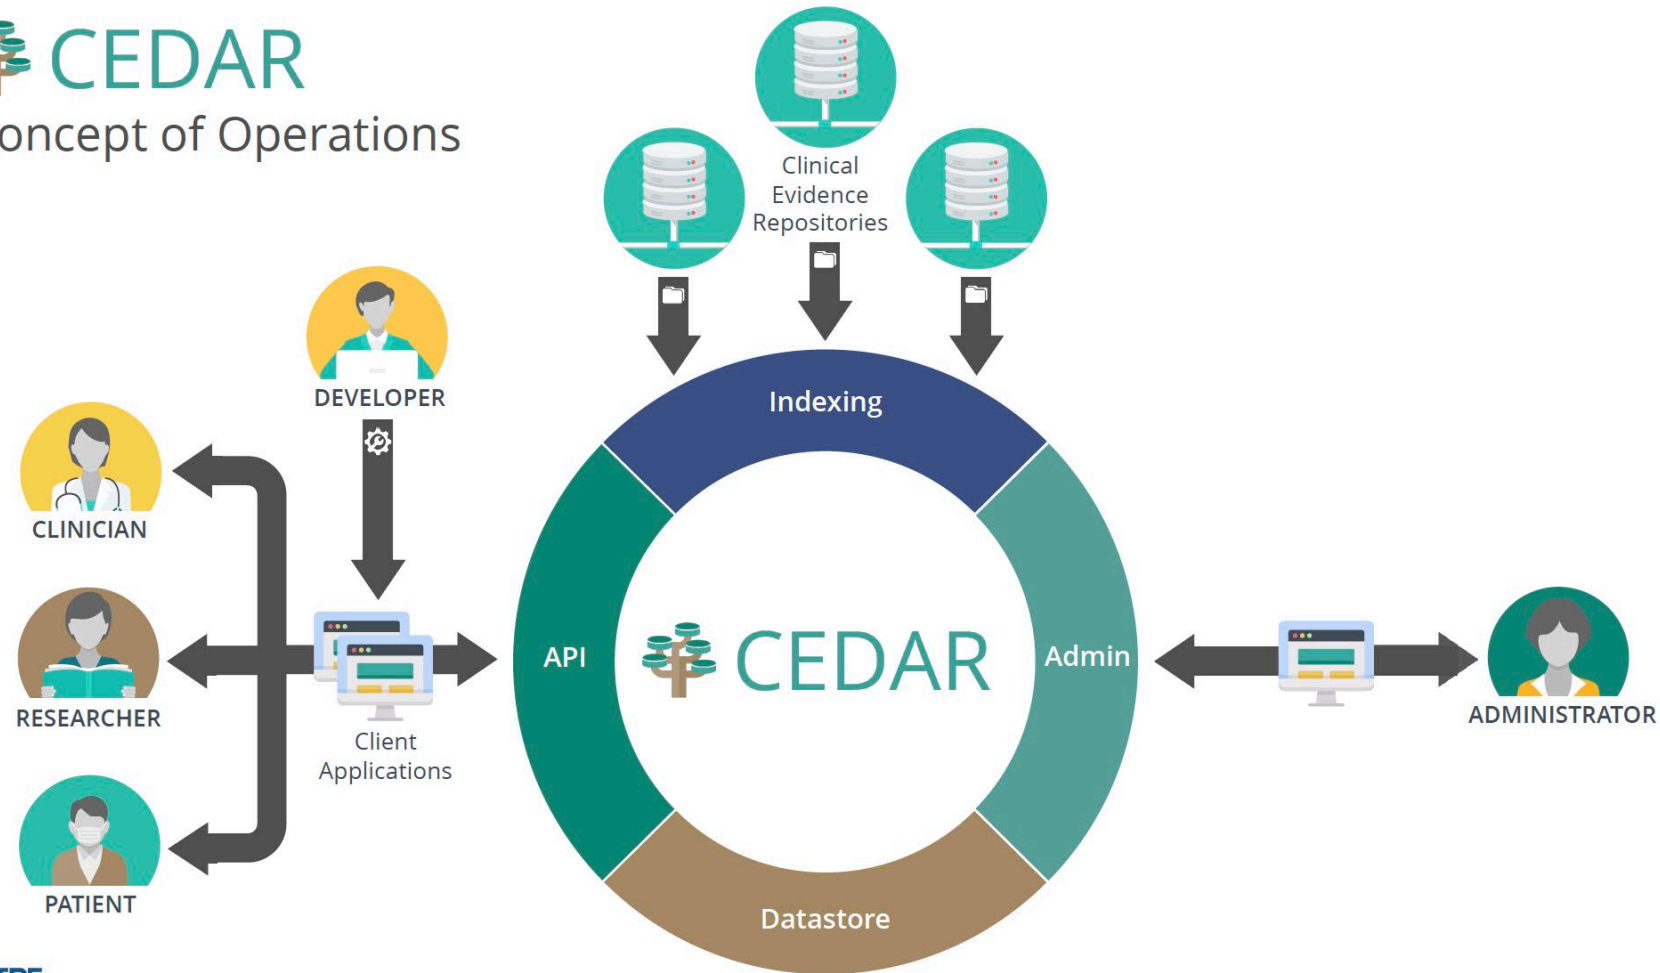 CEDAR
oncept of Operations
Clinical
Evidence
Repositories
DEVELOPER
Indexing
CLINICIAN
API
CEDAR
Admin
RESEARCHER
ADMINISTRATOR
Client
Applications
PATIENT
Datastore